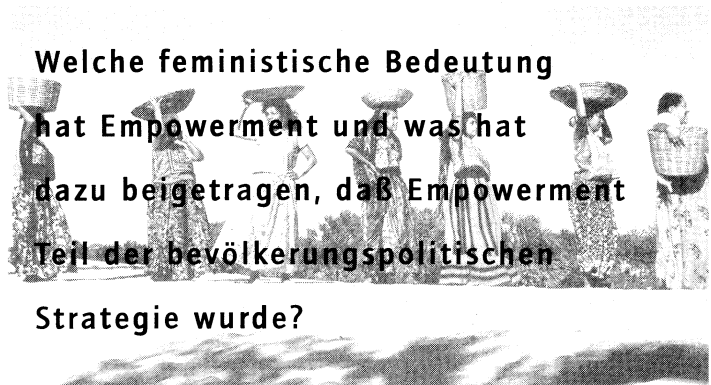 Welche feministische Bedeutung
hat Empowerment und was hat
dazu beigetragen, daß Empowerment
Teil der bevölkerungspolitischen
Strategie wurde?